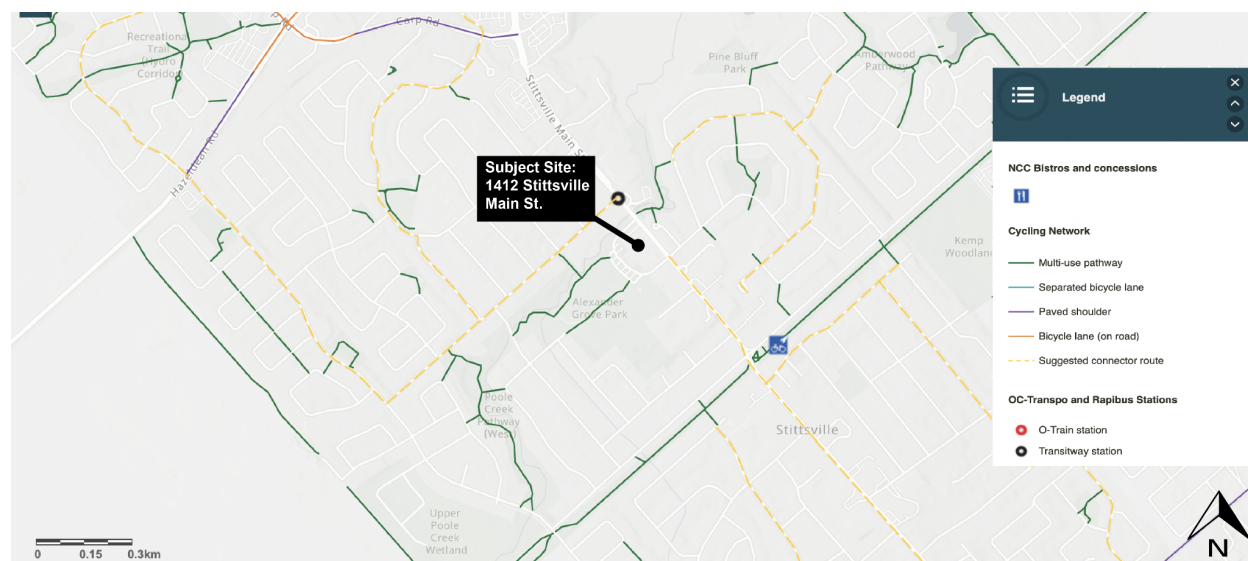 Recreational
Trail
(Hydro
Corridor)
Carp Rd
Rd
Pine Bluff
Park
Amberwood
Pathway
Stittsville Main St
Hazeldean Rd
Subject Site:
1412 Stittsville
Main St.
Kemp
Woodland
Alexander
Grove Park
Poole
Creek
Pathway
(West)
Stittsville
Upper
Poole
Creek
Wetland
0 0.15 0.3km
Legend
NCC Bistros and concessions
Cycling Network
Multi-use pathway
Separated bicycle lane
Paved shoulder
Bicycle lane (on road)
Suggested connector route
OC-Transpo and Rapibus Stations
O-Train station
Transitway station
N